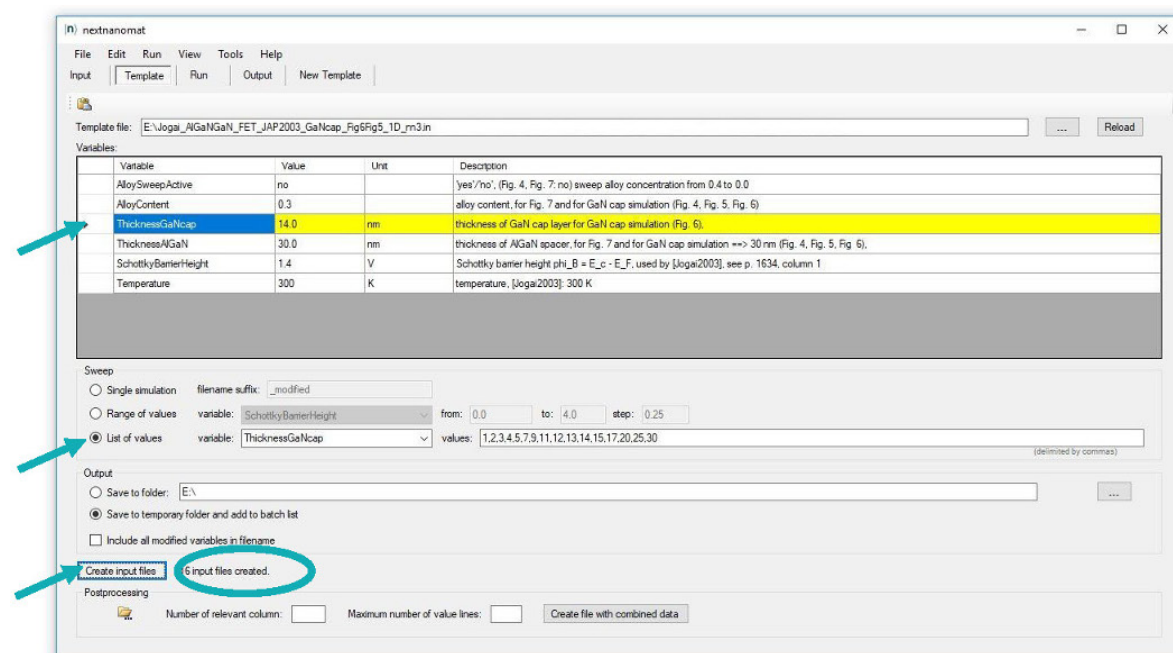 nextnanomat
File Edit Run View Tools Help
Input Template Run Output New Template
Template file: E:\Jogai_AlGaNGaN_FET_JAP2003_GaNcap_Fig6Fig5_1D_nn3.in ... Reload
Variables:
Variable Value Unit Description
AlloySweepActive no 'yes'/'no', (Fig. 4, Fig. 7: no) sweep alloy concentration from 0.4 to 0.0
AlloyContent 0.3 alloy content, for Fig. 7 and for GaN cap simulation (Fig. 4, Fig. 5, Fig. 6)
ThicknessGaNcap 14.0 nm thickness of GaN cap layer for GaN cap simulation (Fig. 6),
ThicknessAlGaN 30.0 nm thickness of AlGaN spacer, for Fig. 7 and for GaN cap simulation ==> 30 nm (Fig. 4, Fig. 5, Fig 6),
SchottkyBarrierHeight 1.4 V Schottky barrier height phi_B = E_c - E_F, used by [Jogai2003], see p. 1634, column 1
Temperature 300 K temperature, [Jogai2003]: 300 K
Sweep
Single simulation filename suffix: _modified
Range of values variable: SchottkyBarrierHeight from: 0.0 to: 4.0 step: 0.25
List of values variable: ThicknessGaNcap values: 1,2,3,4,5,7,9,11,12,13,14,15,17,20,25,30
(delimited by commas)
Output
Save to folder: E:\ ...
Save to temporary folder and add to batch list
Include all modified variables in filename
Create input files 16 input files created.
Postprocessing
Number of relevant column: Maximum number of value lines: Create file with combined data